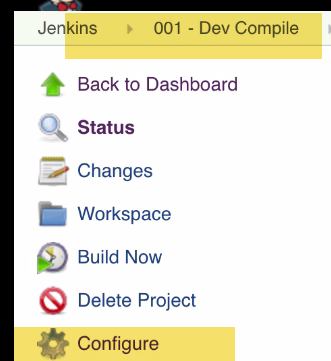 Jenkins 001 - Dev Compile
Back to Dashboard
Status
Changes
Workspace
Build Now
Delete Project
Configure